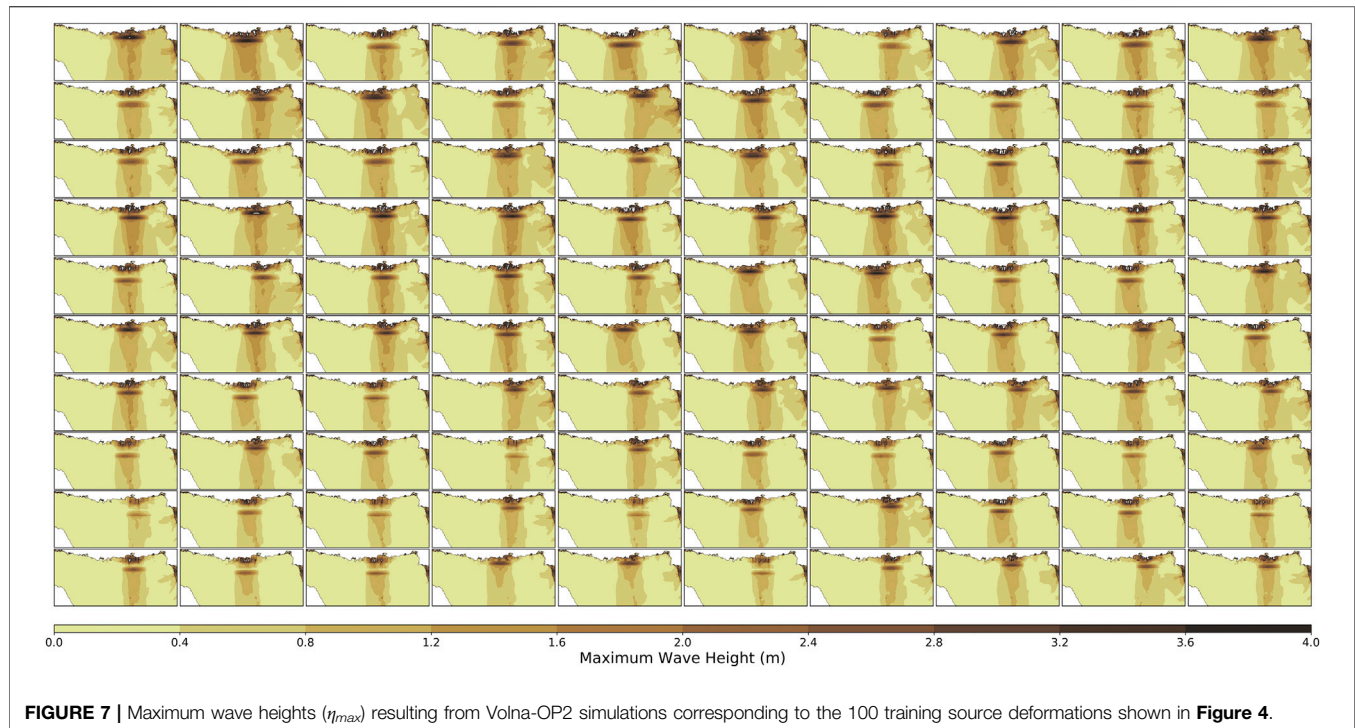 0.0 0.4 0.8 1.2 1.6 2.0 2.4 2.8 3.2 3.6 4.0
Maximum Wave Height (m)
FIGURE 7 | Maximum wave heights (ηmax) resulting from Volna-OP2 simulations corresponding to the 100 training source deformations shown in Figure 4.